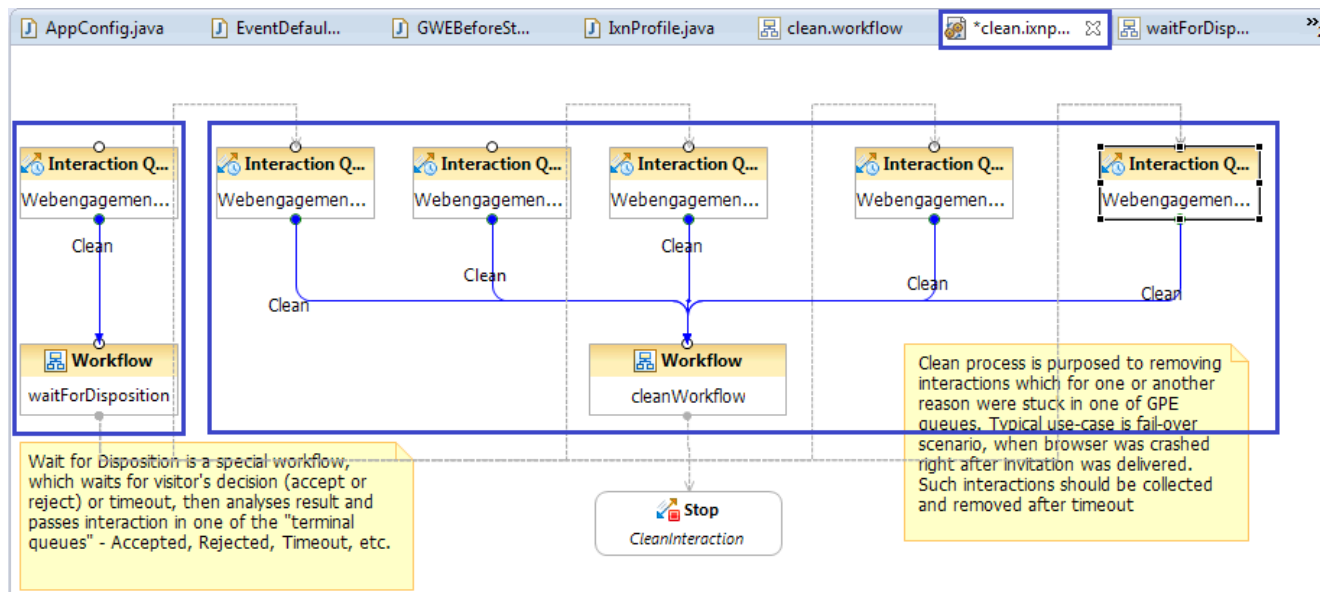 AppConfig.java EventDefaul... GWEBeforeSt... IxnProfile.java clean.workflow *clean.ixnp... waitForDisp... »
Interaction Q... Interaction Q... Interaction Q... Interaction Q... Interaction Q... Interaction Q...
Webengagemen... Webengagemen... Webengagemen... Webengagemen... Webengagemen... Webengagemen...
Clean Clean
Clean Clean Clean
Clean
Workflow Workflow
waitForDisposition cleanWorkflow
Clean process is purposed to removing
interactions which for one or another
reason were stuck in one of GPE
queues. Typical use-case is fail-over
scenario, when browser was crashed
right after invitation was delivered.
Such interactions should be collected
and removed after timeout
Wait for Disposition is a special workflow,
which waits for visitor's decision (accept or
reject) or timeout, then analyses result and
passes interaction in one of the "terminal
queues" - Accepted, Rejected, Timeout, etc.
Stop
CleanInteraction